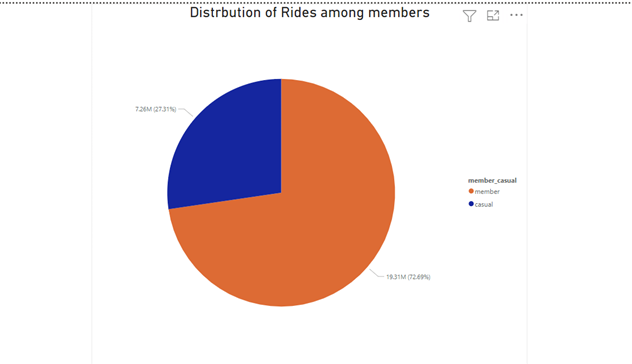 Distrbution of Rides among members
7.26M (27.31%)
member_casual
member
casual
19.31M (72.69%)